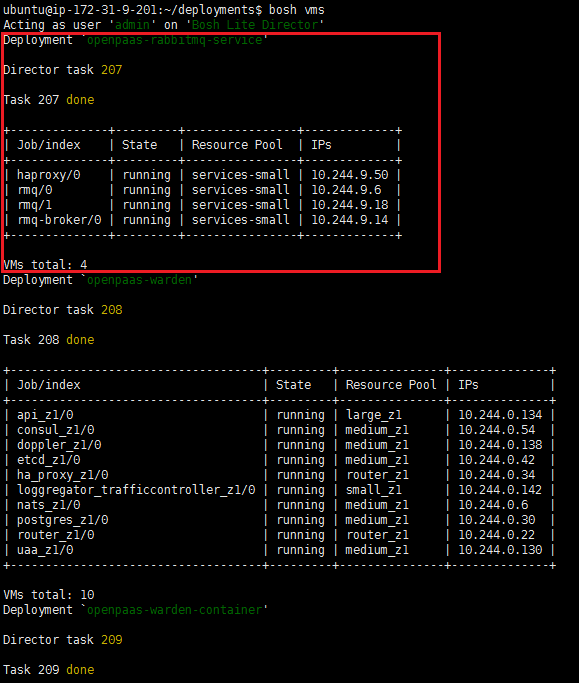 ubuntu@ip-172-31-9-201:~/deployments$ bosh vms
Acting as user 'admin' on 'Bosh Lite Director'
Deployment `openpaas-rabbitmq-service'
Director task 207
Task 207 done
+--------------+---------+----------------+-------------+
| Job/index    | State   | Resource Pool  | IPs         |
+--------------+---------+----------------+-------------+
| haproxy/0    | running | services-small | 10.244.9.50 |
| rmq/0        | running | services-small | 10.244.9.6  |
| rmq/1        | running | services-small | 10.244.9.18 |
| rmq-broker/0 | running | services-small | 10.244.9.14 |
+--------------+---------+----------------+-------------+
VMs total: 4
Deployment `openpaas-warden'
Director task 208
Task 208 done
+------------------------------------+---------+---------------+--------------+
| Job/index                          | State   | Resource Pool | IPs          |
+------------------------------------+---------+---------------+--------------+
| api_z1/0                           | running | large_z1      | 10.244.0.134 |
| consul_z1/0                        | running | medium_z1     | 10.244.0.54  |
| doppler_z1/0                       | running | medium_z1     | 10.244.0.138 |
| etcd_z1/0                          | running | medium_z1     | 10.244.0.42  |
| ha_proxy_z1/0                      | running | router_z1     | 10.244.0.34  |
| loggregator_trafficcontroller_z1/0 | running | small_z1      | 10.244.0.142 |
| nats_z1/0                          | running | medium_z1     | 10.244.0.6   |
| postgres_z1/0                      | running | medium_z1     | 10.244.0.30  |
| router_z1/0                        | running | router_z1     | 10.244.0.22  |
| uaa_z1/0                           | running | medium_z1     | 10.244.0.130 |
+------------------------------------+---------+---------------+--------------+
VMs total: 10
Deployment `openpaas-warden-container'
Director task 209
Task 209 done